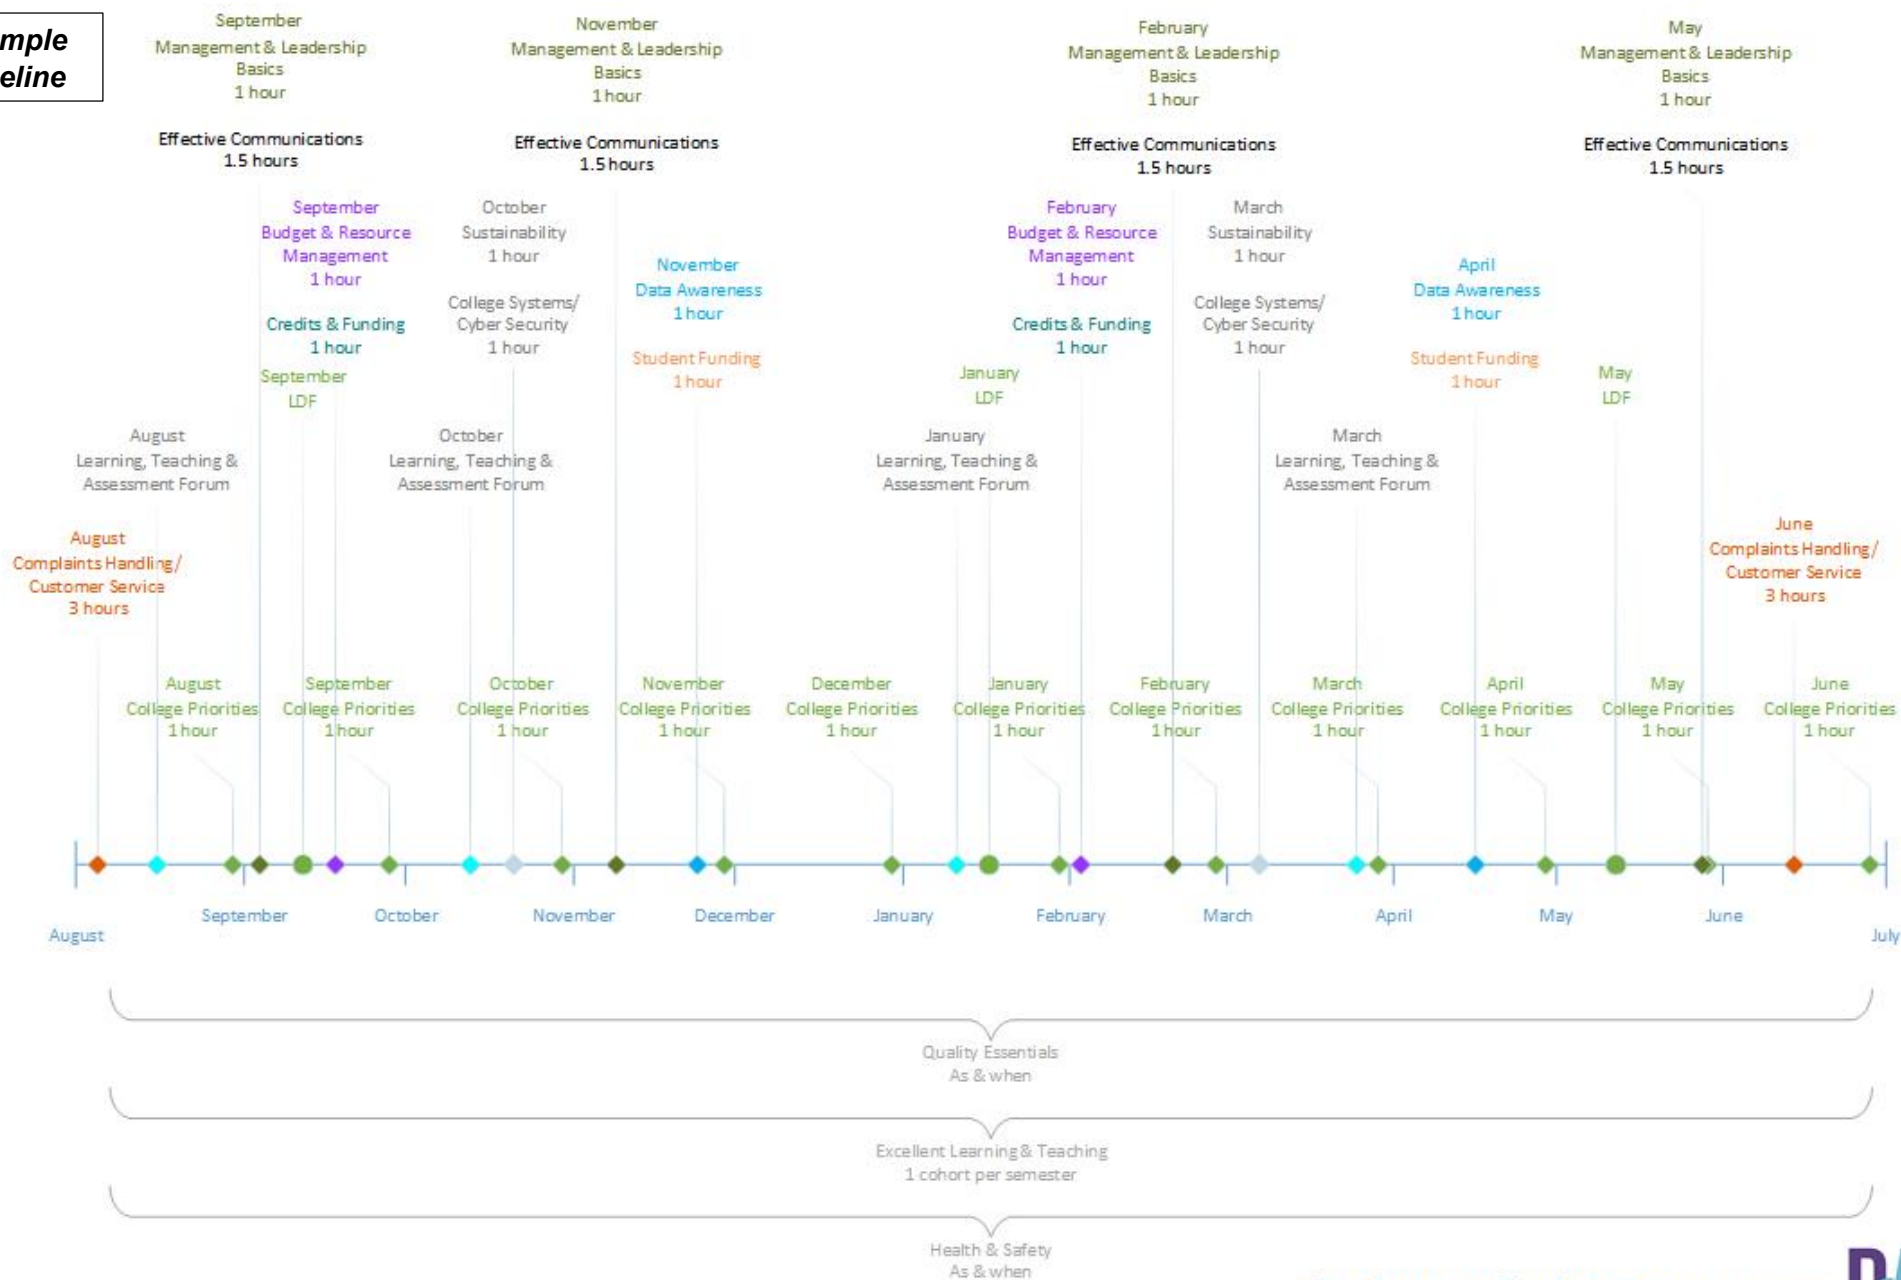 mple
eline
September
Management & Leadership
Basics
1 hour
Effective Communications
1.5 hours
November
Management & Leadership
Basics
1 hour
Effective Communications
1.5 hours
February
Management & Leadership
Basics
1 hour
Effective Communications
1.5 hours
May
Management & Leadership
Basics
1 hour
Effective Communications
1.5 hours
September
Budget & Resource
Management
1 hour
Credits & Funding
1 hour
October
Sustainability
1 hour
College Systems/
Cyber Security
1 hour
November
Data Awareness
1 hour
Student Funding
1 hour
February
Budget & Resource
Management
1 hour
Credits & Funding
1 hour
March
Sustainability
1 hour
College Systems/
Cyber Security
1 hour
April
Data Awareness
1 hour
Student Funding
1 hour
September
LDF
January
LDF
May
LDF
August
Learning, Teaching &
Assessment Forum
October
Learning, Teaching &
Assessment Forum
January
Learning, Teaching &
Assessment Forum
March
Learning, Teaching &
Assessment Forum
August
Complaints Handling/
Customer Service
3 hours
June
Complaints Handling/
Customer Service
3 hours
August
College Priorities
1 hour
September
College Priorities
1 hour
October
College Priorities
1 hour
November
College Priorities
1 hour
December
College Priorities
1 hour
January
College Priorities
1 hour
February
College Priorities
1 hour
March
College Priorities
1 hour
April
College Priorities
1 hour
May
College Priorities
1 hour
June
College Priorities
1 hour
August
September
October
November
December
January
February
March
April
May
June
July
Quality Essentials
As & when
Excellent Learning & Teaching
1 cohort per semester
Health & Safety
As & when